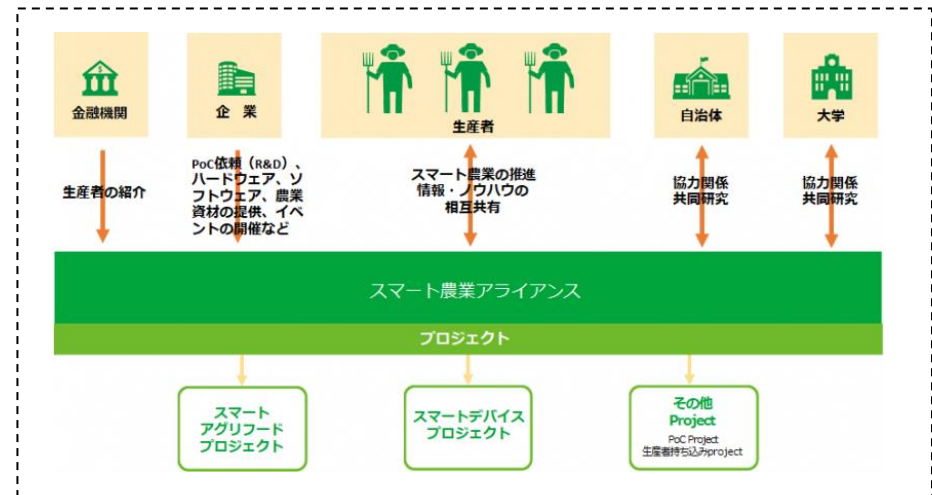 金融機関
企 業
生産者
自治体
大学
生産者の紹介
PoC依頼（R&D）、
ハードウェア、ソ
フトウェア、農業
資材の提供、イベ
ントの開催など
スマート農業の推進
情報・ノウハウの
相互共有
協力関係
共同研究
協力関係
共同研究
スマート農業アライアンス
プロジェクト
スマート
アグリフード
プロジェクト
スマートデバイス
プロジェクト
その他
Project
PoC Project
生産者持ち込みproject